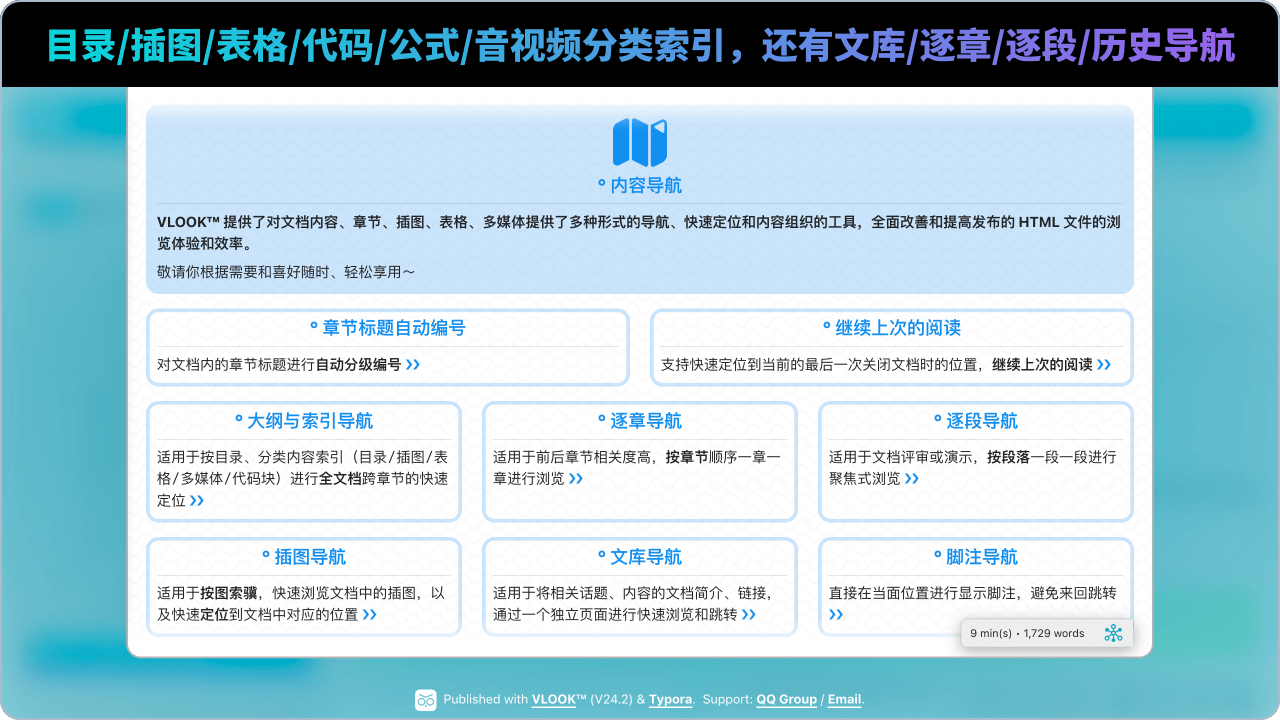 目录/插图/表格/代码/公式/音视频分类索引，还有文库/逐章/逐段/历史导航
内容导航
VLOOK™ 提供了对文档内容、章节、插图、表格、多媒体提供了多种形式的导航、快速定位和内容组织的工具，全面改善和提高发布的 HTML 文件的浏
览体验和效率。
敬请你根据需要和喜好随时、轻松享用～
章节标题自动编号
对文档内的章节标题进行自动分级编号 ❯❯
继续上次的阅读
支持快速定位到当前的最后一次关闭文档时的位置，继续上次的阅读 ❯❯
大纲与索引导航
适用于按目录、分类内容索引（目录/插图/表
格/多媒体/代码块）进行全文档跨章节的快速
定位 ❯❯
逐章导航
适用于前后章节相关度高，按章节顺序一章一
章进行浏览 ❯❯
逐段导航
适用于文档评审或演示，按段落一段一段进行
聚焦式浏览 ❯❯
插图导航
适用于按图索骥，快速浏览文档中的插图，以
及快速定位到文档中对应的位置 ❯❯
文库导航
适用于将相关话题、内容的文档简介、链接，
通过一个独立页面进行快速浏览和跳转 ❯❯
脚注导航
直接在当面位置进行显示脚注，避免来回跳转
❯❯
9 min(s) • 1,729 words
Published with VLOOK™ (V24.2) & Typora. Support: QQ Group / Email.